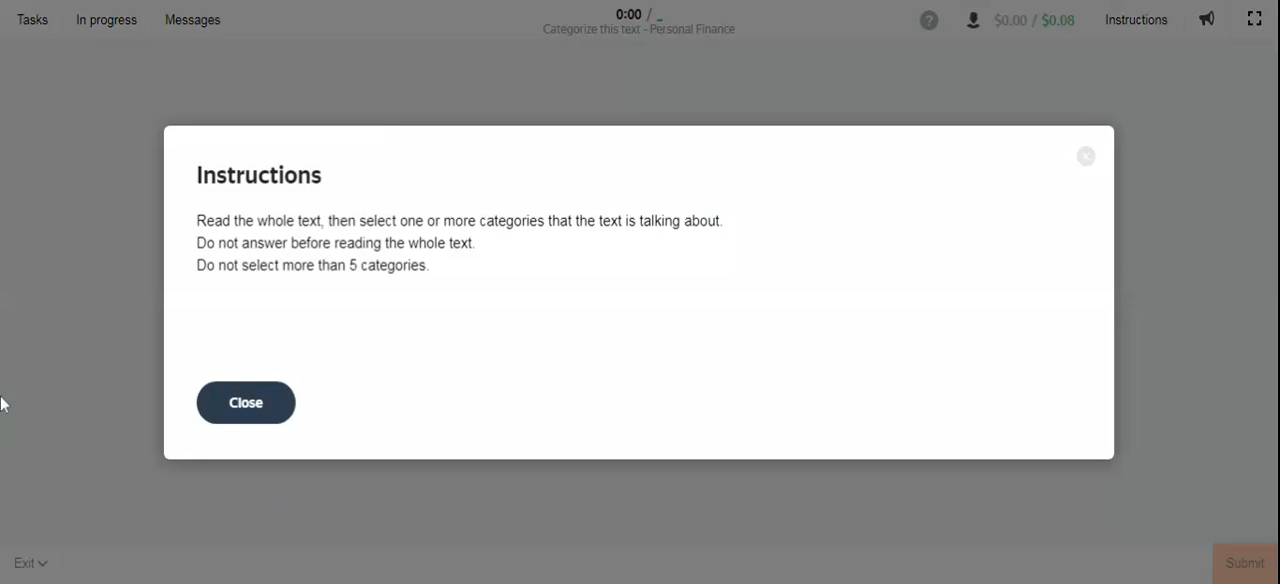 Tasks In progress Messages 0:00 / _ $0.00 / $0.08 Instructions
Categorize this text - Personal Finance
Instructions
Read the whole text, then select one or more categories that the text is talking about.
Do not answer before reading the whole text.
Do not select more than 5 categories.
Close
Exit Submit